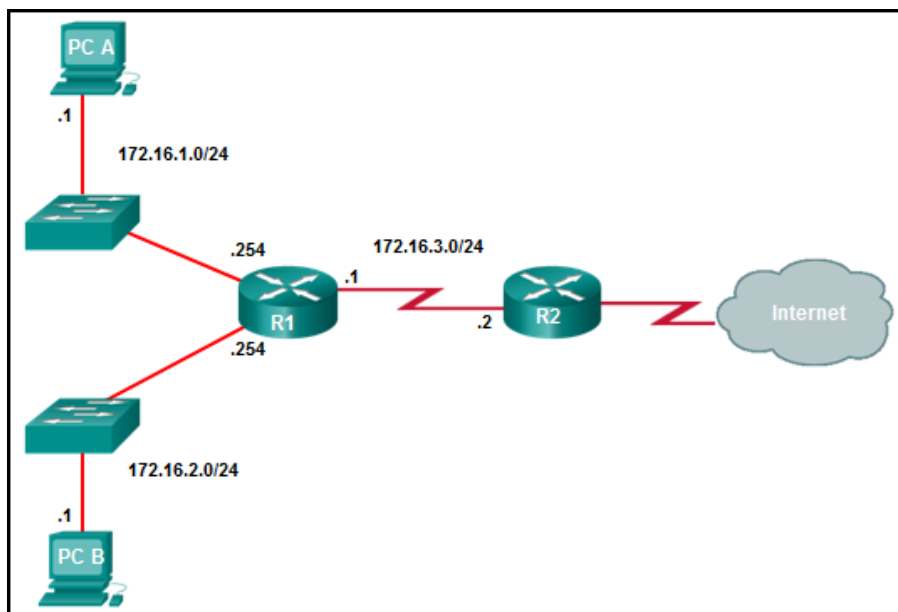 PC A
.1
172.16.1.0/24
.254
172.16.3.0/24
.1
R1
.2
R2
Internet
.254
172.16.2.0/24
.1
PC B